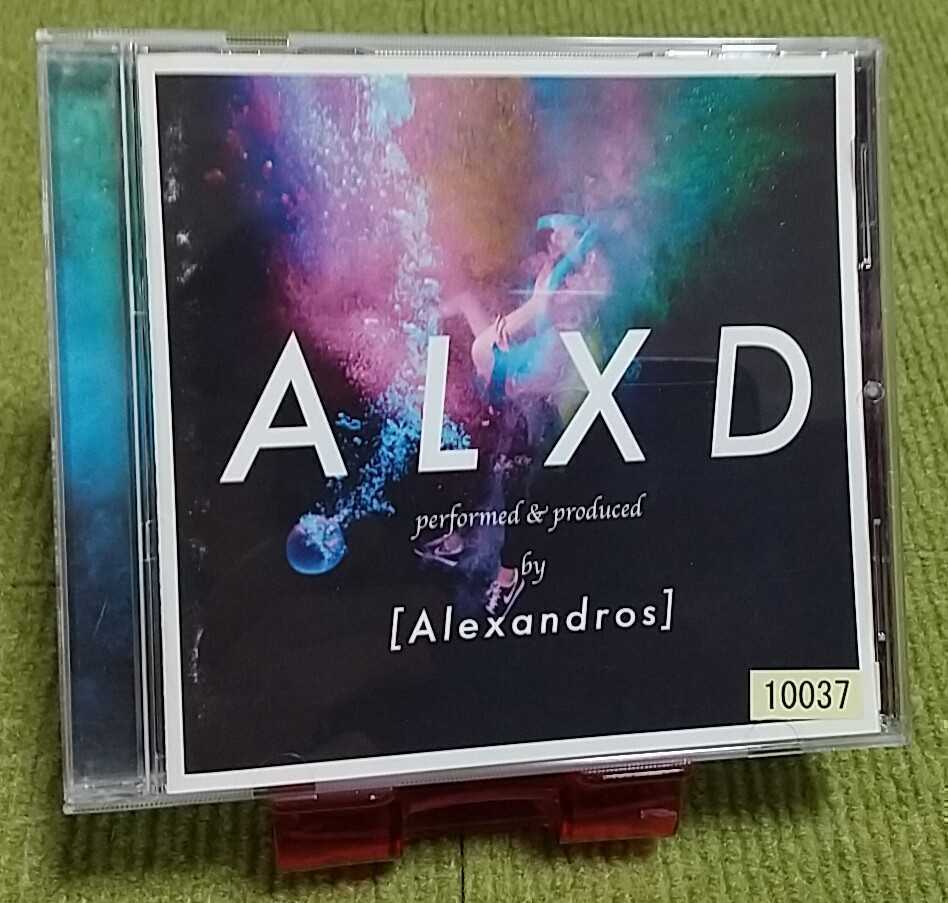 ALXD
performed & produced
by
[Alexandros]
10037